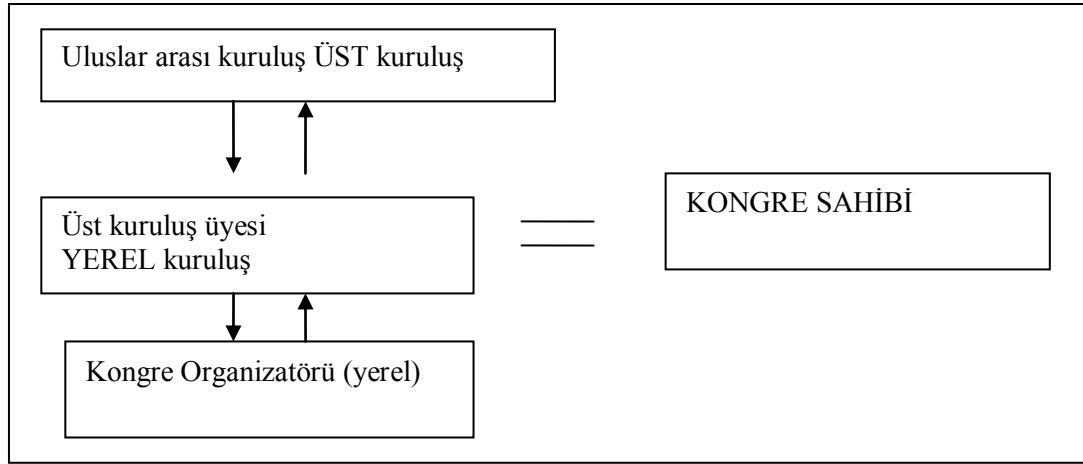 Uluslar arası kuruluş ÜST kuruluş
Üst kuruluş üyesi
YEREL kuruluş
KONGRE SAHİBİ
Kongre Organizatörü (yerel)